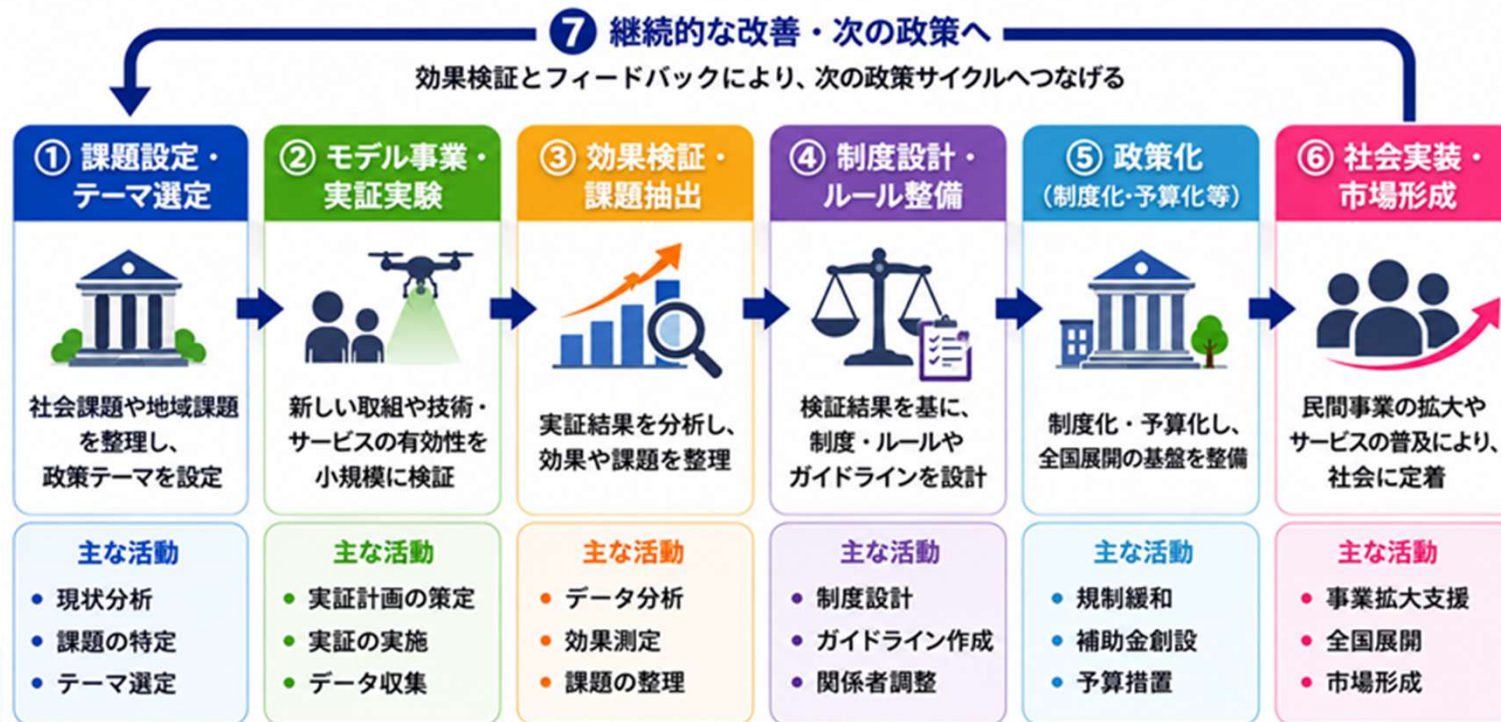 7 継続的な改善・次の政策へ
効果検証とフィードバックにより、次の政策サイクルへつなげる
① 課題設定・
テーマ選定
社会課題や地域課題
を整理し、
政策テーマを設定
主な活動
• 現状分析
• 課題の特定
• テーマ選定
② モデル事業・
実証実験
新しい取組や技術・
サービスの有効性を
小規模に検証
主な活動
• 実証計画の策定
• 実証の実施
• データ収集
③ 効果検証・
課題抽出
実証結果を分析し、
効果や課題を整理
主な活動
• データ分析
• 効果測定
• 課題の整理
④ 制度設計・
ルール整備
検証結果を基に、
制度・ルールや
ガイドラインを設計
主な活動
• 制度設計
• ガイドライン作成
• 関係者調整
⑤ 政策化
（制度化・予算化等）
制度化・予算化し、
全国展開の基盤を整備
主な活動
• 規制緩和
• 補助金創設
• 予算措置
⑥ 社会実装・
市場形成
民間事業の拡大や
サービスの普及により、
社会に定着
主な活動
• 事業拡大支援
• 全国展開
• 市場形成